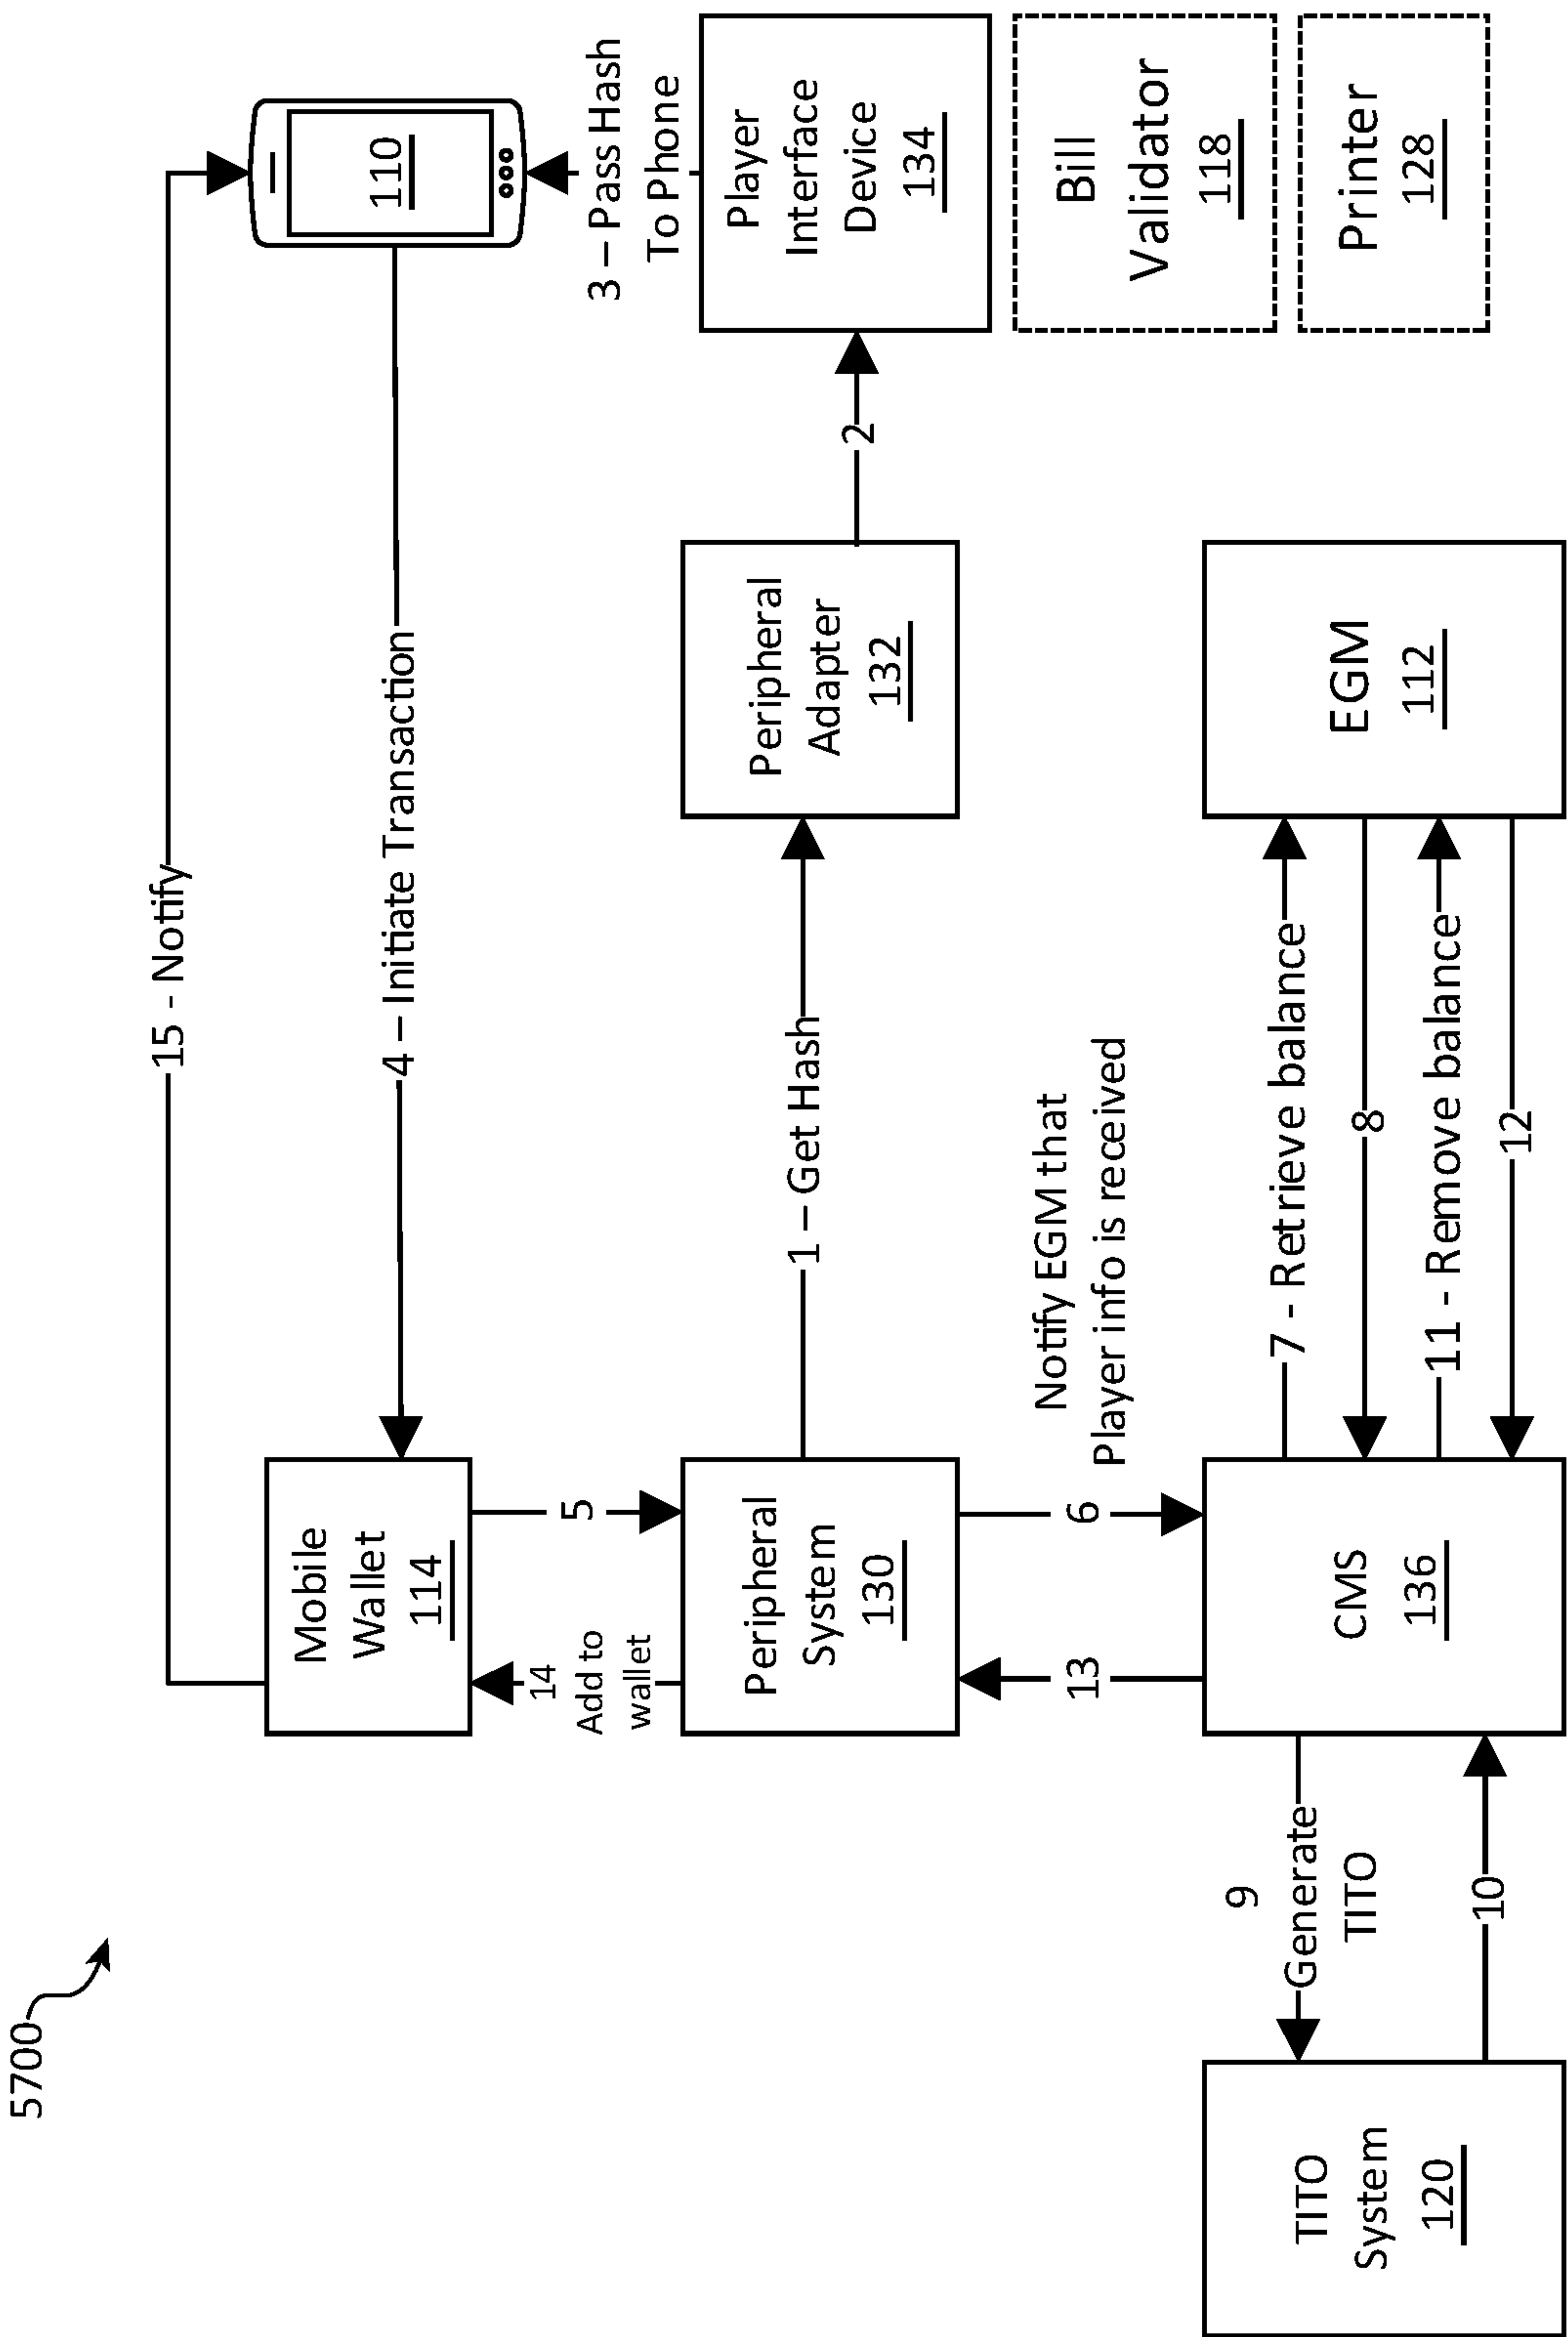 5700
15 - Notify
110
4 – Initiate Transaction
3 – Pass Hash
To Phone
Mobile
Wallet
114
5
14
Add to
wallet
Peripheral
System
130
1 – Get Hash
Peripheral
Adapter
132
2
Player
Interface
Device
134
Bill
Validator
118
Printer
128
6
Notify EGM that
Player info is received
13
TITO
System
120
9
Generate
TITO
10
CMS
136
7 - Retrieve balance
8
11 - Remove balance
12
EGM
112